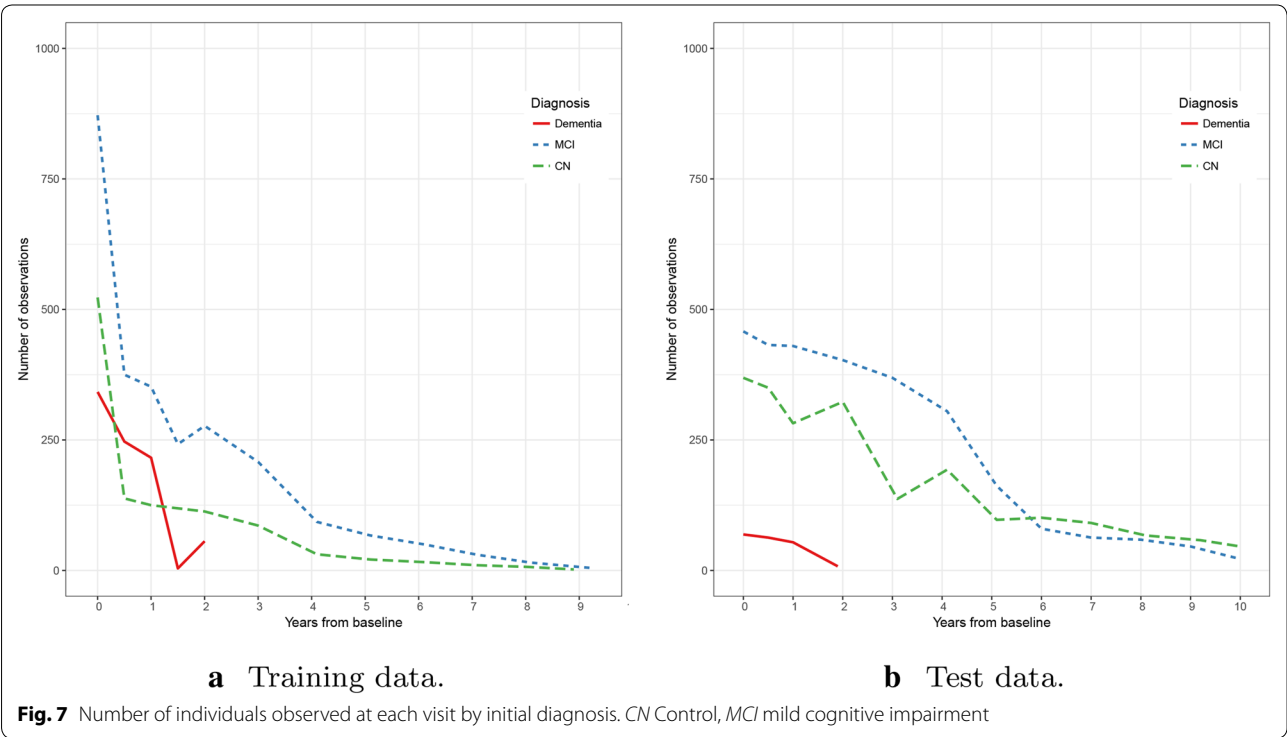 1000
750
500
250
0
Number of observations
Diagnosis
Dementia
MCI
CN
0 1 2 3 4 5 6 7 8 9
Years from baseline
a Training data.
1000
750
500
250
0
Number of observations
Diagnosis
Dementia
MCI
CN
0 1 2 3 4 5 6 7 8 9 10
Years from baseline
b Test data.
Fig. 7 Number of individuals observed at each visit by initial diagnosis. CN Control, MCI mild cognitive impairment